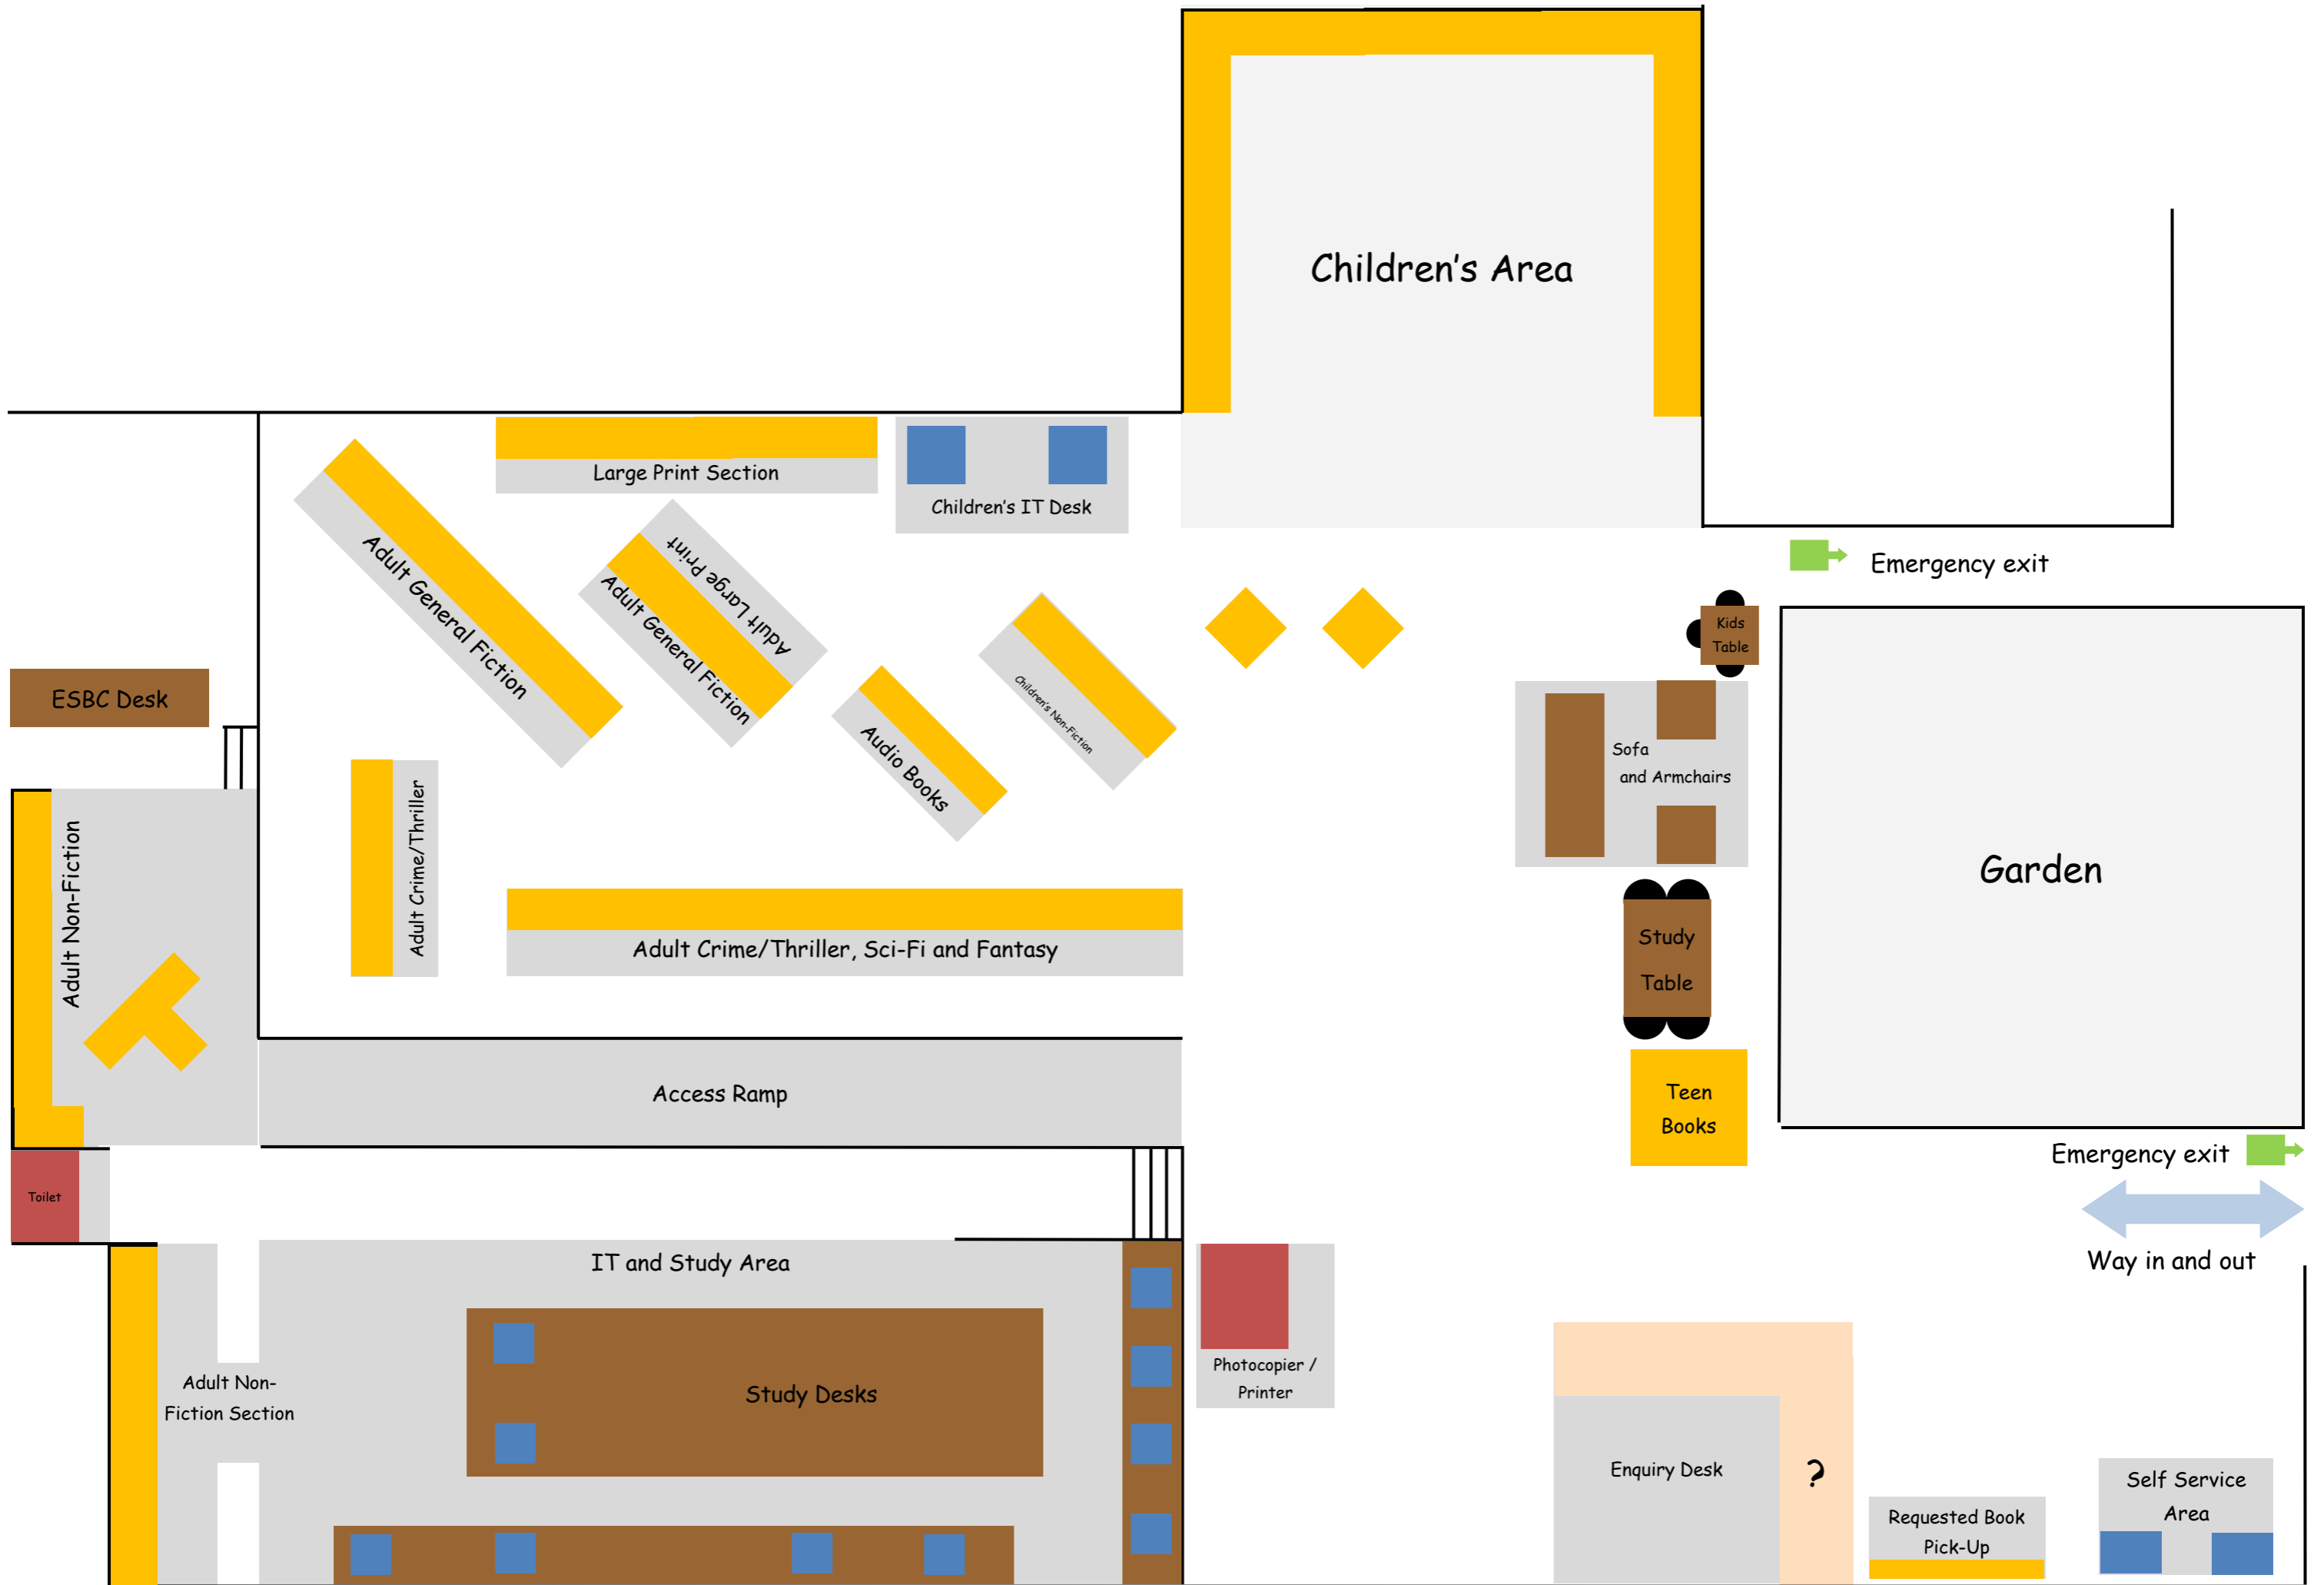 Children's Area
Large Print Section
Children's IT Desk
Emergency exit
Adult General Fiction
Adult Large Print
Adult General Fiction
Kids
Table
ESBC Desk
Children's Non-Fiction
Audio Books
Sofa
and Armchairs
Adult Non-Fiction
Adult Crime/Thriller
Garden
Adult Crime/Thriller, Sci-Fi and Fantasy
Study
Table
Access Ramp
Teen
Books
Emergency exit
Toilet
Way in and out
IT and Study Area
Photocopier /
Printer
Adult Non-
Fiction Section
Study Desks
Enquiry Desk
?
Self Service
Area
Requested Book
Pick-Up